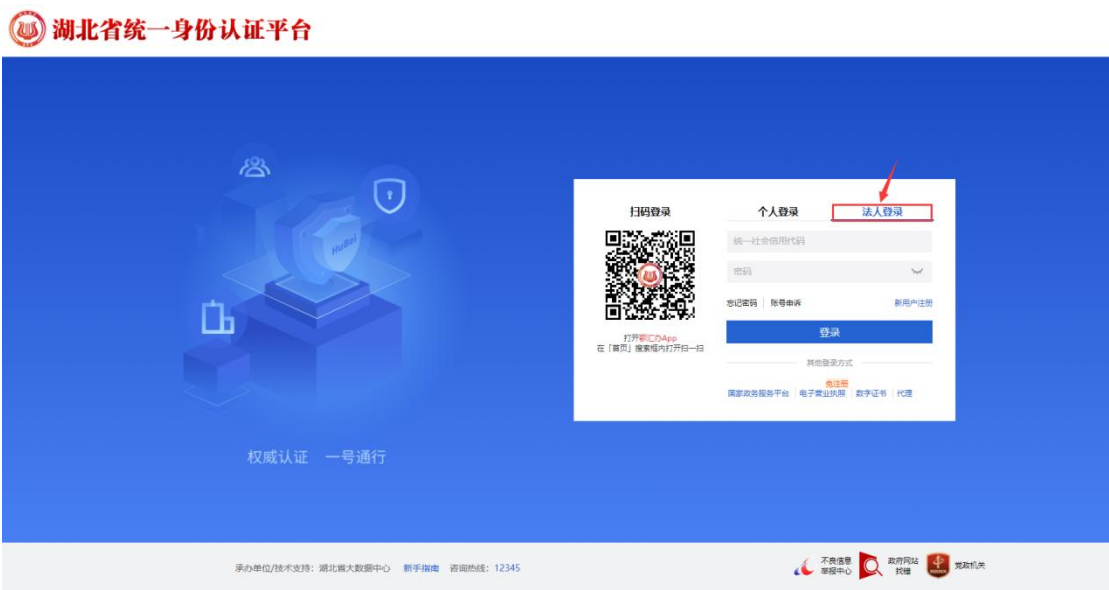 湖北省统一身份认证平台
HuBei
扫码登录
个人登录
法人登录
统一社会信用代码
密码
忘记密码
账号申诉
新用户注册
打开鄂汇办App
在「首页」搜索框内打开扫一扫
登录
其他登录方式
免注册
国家政务服务平台
电子营业执照
数字证书
代理
权威认证 一号通行
承办单位/技术支持：湖北省大数据中心 新手指南 咨询热线：12345
不良信息
举报中心
政府网站
找错
党政机关